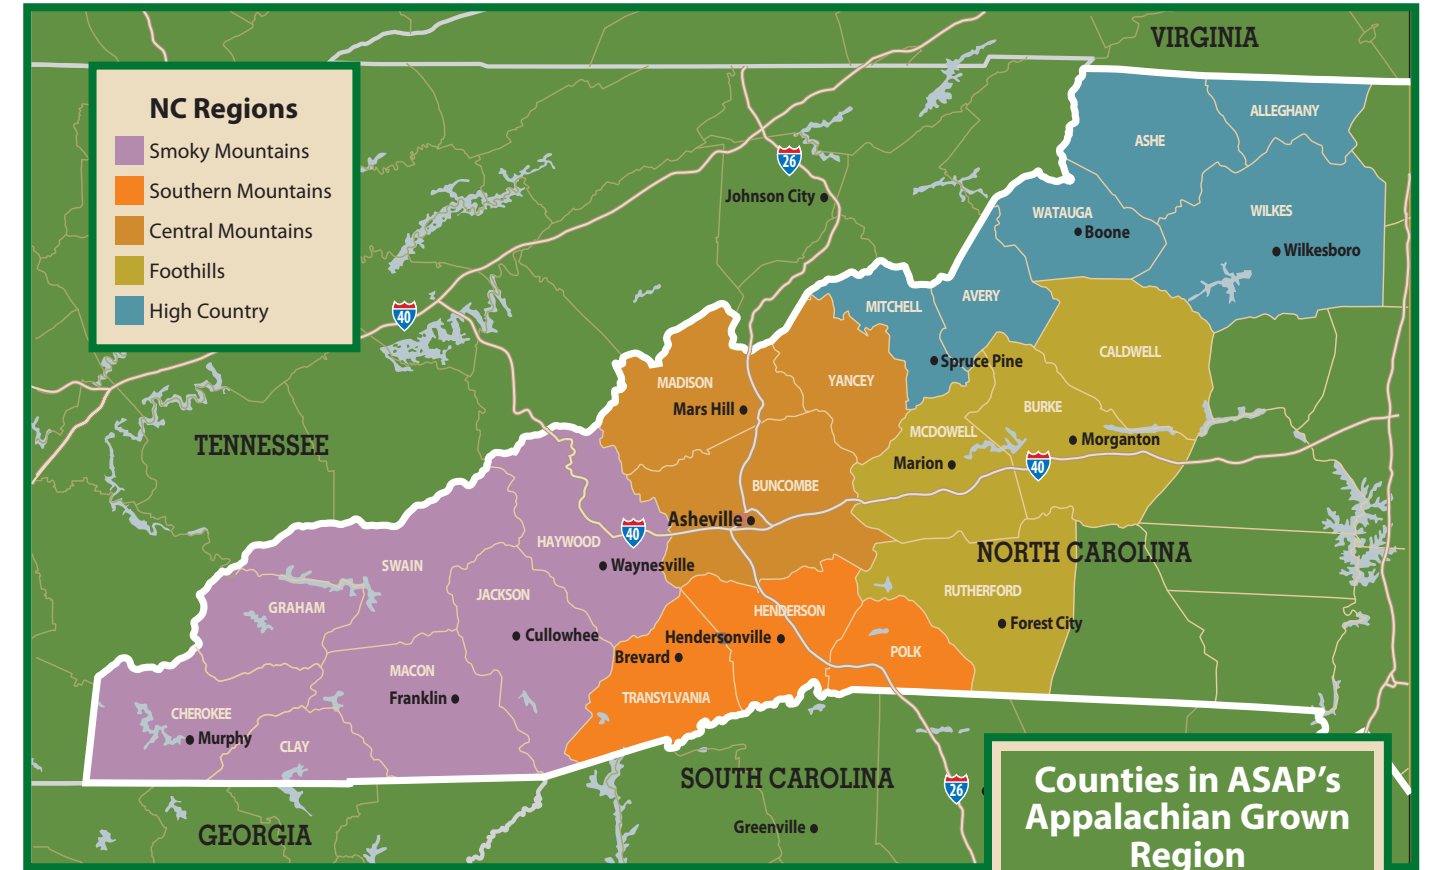 VIRGINIA
NC Regions
Smoky Mountains
Southern Mountains
Central Mountains
Foothills
High Country
ALLEGHANY
ASHE
26
Johnson City
WATAUGA
Boone
WILKES
Wilkesboro
40
MITCHELL
AVERY
Spruce Pine
CALDWELL
MADISON
Mars Hill
YANCEY
BURKE
MCDOWELL
Morganton
Marion
40
TENNESSEE
BUNCOMBE
Asheville
40
HAYWOOD
Waynesville
NORTH CAROLINA
SWAIN
JACKSON
GRAHAM
HENDERSON
RUTHERFORD
Forest City
Cullowhee
Hendersonville
Brevard
POLK
MACON
Franklin
TRANSYLVANIA
CHEROKEE
Murphy
CLAY
SOUTH CAROLINA
26
Greenville
GEORGIA
Counties in ASAP’s
Appalachian Grown
Region